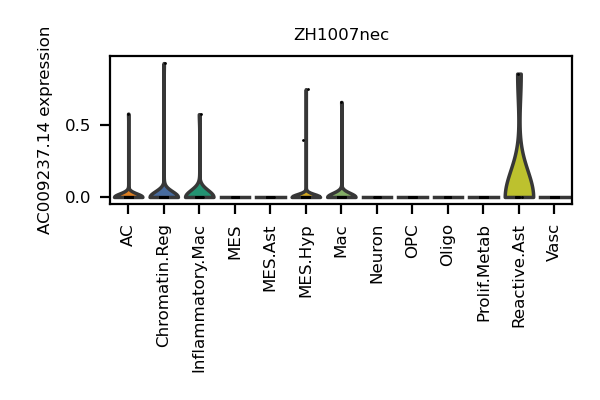 ZH1007nec
AC009237.14 expression
0.5
0.0
AC
Chromatin.Reg
Inflammatory.Mac
MES
MES.Ast
MES.Hyp
Mac
Neuron
OPC
Oligo
Prolif.Metab
Reactive.Ast
Vasc